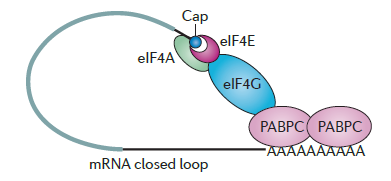 Cap
eIF4E
eIF4A
eIF4G
PABPC PABPC
AAAAAAAAAA
mRNA closed loop